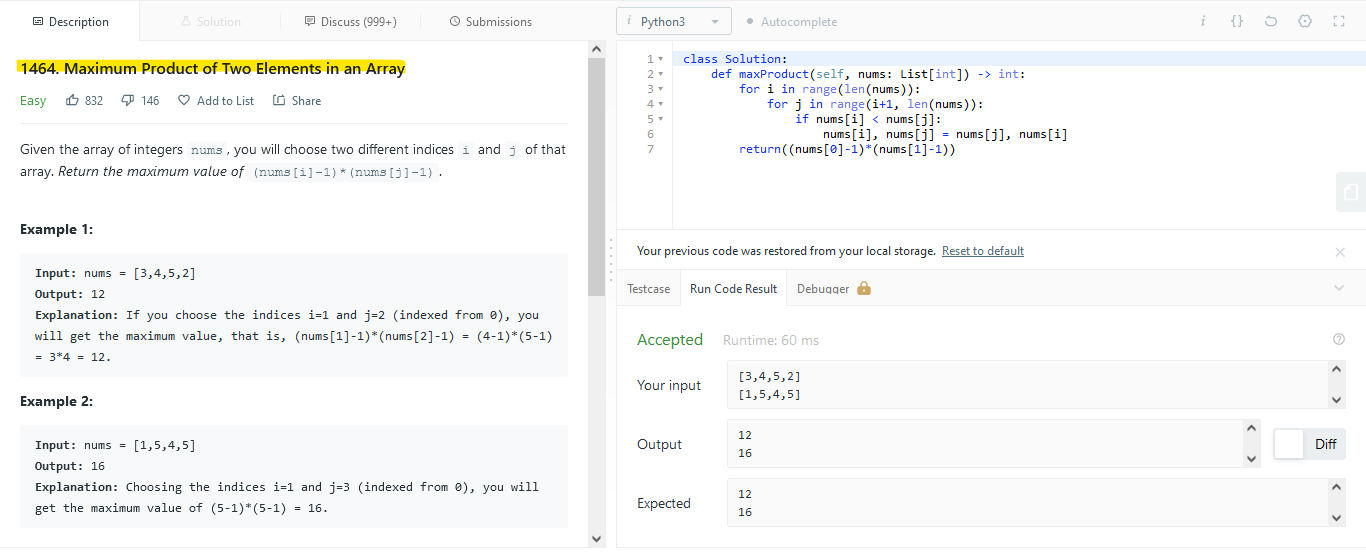 Description
Solution
Discuss (999+)
Submissions
1464. Maximum Product of Two Elements in an Array
Easy 832 146 Add to List Share
Given the array of integers nums , you will choose two different indices i and j of that
array. Return the maximum value of (nums[i]-1)*(nums[j]-1) .
Example 1:
Input: nums = [3,4,5,2]
Output: 12
Explanation: If you choose the indices i=1 and j=2 (indexed from 0), you
will get the maximum value, that is, (nums[1]-1)*(nums[2]-1) = (4-1)*(5-1)
= 3*4 = 12.
Example 2:
Input: nums = [1,5,4,5]
Output: 16
Explanation: Choosing the indices i=1 and j=3 (indexed from 0), you will
get the maximum value of (5-1)*(5-1) = 16.
i Python3
Autocomplete
i {}
1 class Solution:
2 def maxProduct(self, nums: List[int]) -> int:
3 for i in range(len(nums)):
4 for j in range(i+1, len(nums)):
5 if nums[i] < nums[j]:
6 nums[i], nums[j] = nums[j], nums[i]
7 return((nums[0]-1)*(nums[1]-1))
Your previous code was restored from your local storage. Reset to default
Testcase
Run Code Result
Debugger
Accepted Runtime: 60 ms
Your input
[3,4,5,2]
[1,5,4,5]
Output
12
16
Diff
Expected
12
16